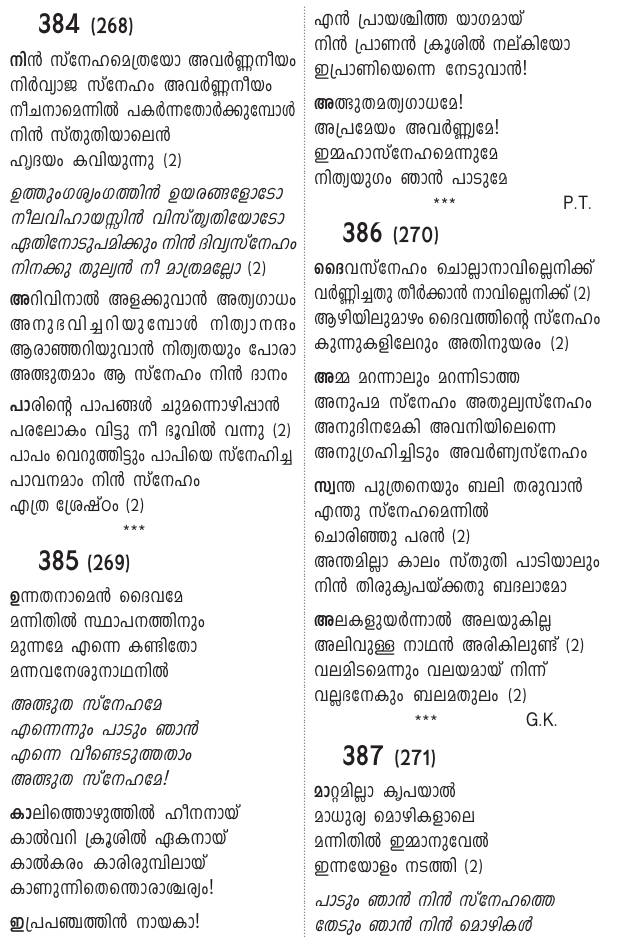 384 (268)
നിൻ സ്നേഹമെത്രയോ അവർണ്ണനീയം
നിർവ്യാജ സ്നേഹം അവർണ്ണനീയം
നീചനാമെന്നിൽ പകർന്നതോർക്കുമ്പോൾ
നിൻ സ്തുതിയാലെൻ
ഹൃദയം കവിയുന്നു (2)
ഉത്തുംഗശൃംഗത്തിൻ ഉയരങ്ങളോടോ
നീലവിഹായസ്സിൻ വിസ്തൃതിയോടോ
ഏതിനോടുപമിക്കും നിൻ ദിവ്യസ്നേഹം
നിനക്കു തുല്യൻ നീ മാത്രമല്ലോ (2)
അറിവിനാൽ അളക്കുവാൻ അത്യഗാധം
അനുഭവിച്ചറിയുമ്പോൾ നിത്യാനന്ദം
ആരാഞ്ഞറിയുവാൻ നിത്യതയും പോരാ
അത്ഭുതമാം ആ സ്നേഹം നിൻ ദാനം
പാരിന്റെ പാപങ്ങൾ ചുമന്നൊഴിപ്പാൻ
പരലോകം വിട്ടു നീ ഭൂവിൽ വന്നു (2)
പാപം വെറുത്തിട്ടും പാപിയെ സ്നേഹിച്ച
പാവനമാം നിൻ സ്നേഹം
എത്ര ശ്രേഷ്ഠം (2)
***
385 (269)
ഉന്നതനാമെൻ ദൈവമേ
മന്നിതിൽ സ്ഥാപനത്തിനും
മുന്നമേ എന്നെ കണ്ടിതോ
മന്നവനേശുനാഥനിൽ
അത്ഭുത സ്നേഹമേ
എന്നെന്നും പാടും ഞാൻ
എന്നെ വീണ്ടെടുത്തതാം
അത്ഭുത സ്നേഹമേ!
കാലിത്തൊഴുത്തിൽ ഹീനനായ്
കാൽവറി ക്രൂശിൽ ഏകനായ്
കാൽകരം കാരിരുമ്പിലായ്
കാണുന്നിതെന്തൊരാശ്ചര്യം!
ഇപ്രപഞ്ചത്തിൻ നായകാ!
എൻ പ്രായശ്ചിത്ത യാഗമായ്
നിൻ പ്രാണൻ ക്രൂശിൽ നല്കിയോ
ഇപ്രാണിയെന്നെ നേടുവാൻ!
അത്ഭുതമത്യഗാധമേ!
അപ്രമേയം അവർണ്ണ്യമേ!
ഇമ്മഹാസ്നേഹമെന്നുമേ
നിത്യയുഗം ഞാൻ പാടുമേ
*** P.T.
386 (270)
ദൈവസ്നേഹം ചൊല്ലാനാവില്ലെനിക്ക്
വർണ്ണിച്ചതു തീർക്കാൻ നാവില്ലെനിക്ക് (2)
ആഴിയിലുമാഴം ദൈവത്തിന്റെ സ്നേഹം
കുന്നുകളിലേറും അതിനുയരം (2)
അമ്മ മറന്നാലും മറന്നിടാത്ത
അനുപമ സ്നേഹം അതുല്യസ്നേഹം
അനുദിനമേകി അവനിയിലെന്നെ
അനുഗ്രഹിച്ചിടും അവർണ്യസ്നേഹം
സ്വന്ത പുത്രനെയും ബലി തരുവാൻ
എന്തു സ്നേഹമെന്നിൽ
ചൊരിഞ്ഞു പരൻ (2)
അന്തമില്ലാ കാലം സ്തുതി പാടിയാലും
നിൻ തിരുകൃപയ്ക്കതു ബദലാമോ
അലകളുയർന്നാൽ അലയുകില്ല
അലിവുള്ള നാഥൻ അരികിലുണ്ട് (2)
വലമിടമെന്നും വലയമായ് നിന്ന്
വല്ലഭനേകും ബലമതുലം (2)
*** G.K.
387 (271)
മാറ്റമില്ലാ കൃപയാൽ
മാധുര്യ മൊഴികളാലെ
മന്നിതിൽ ഇമ്മാനുവേൽ
ഇന്നയോളം നടത്തി (2)
പാടും ഞാൻ നിൻ സ്നേഹത്തെ
തേടും ഞാൻ നിൻ മൊഴികൾ